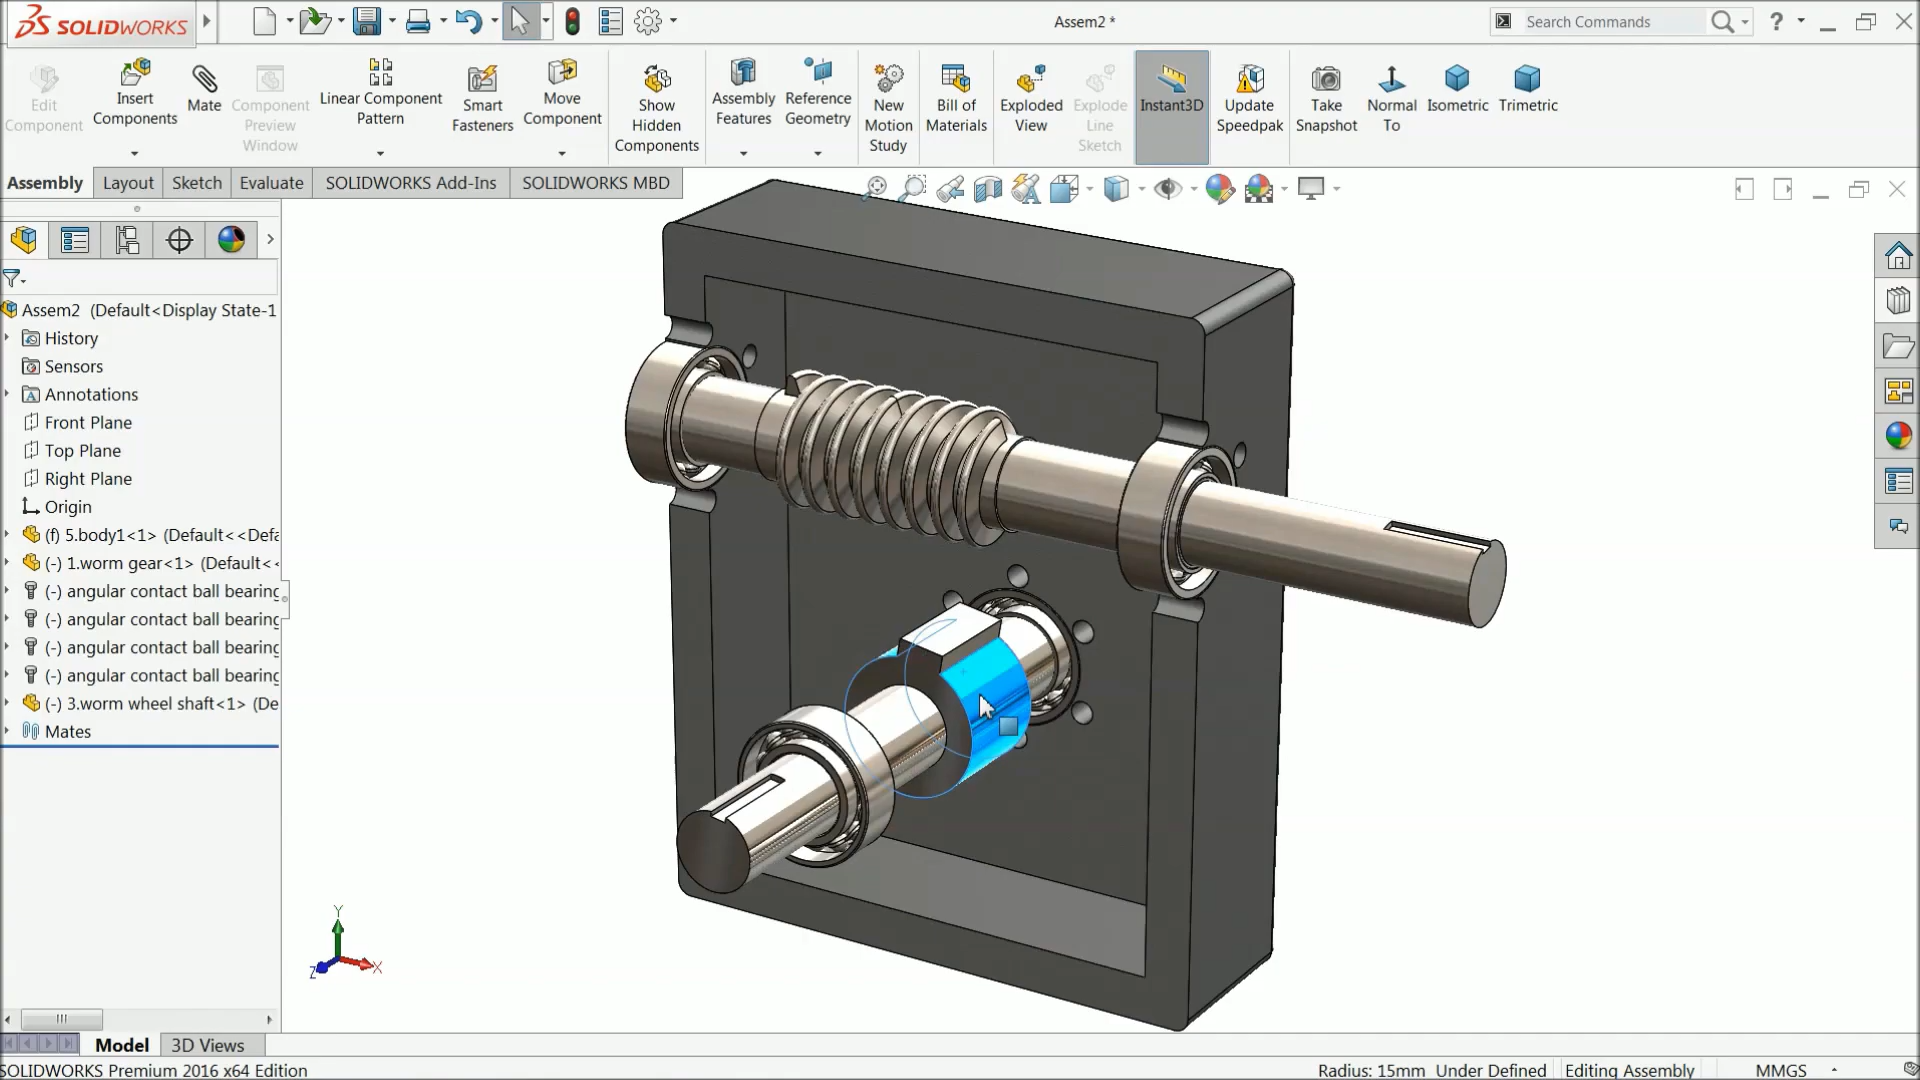 SOLIDWORKS
Assem2 *
Search Commands
?
Edit
Component
Insert
Components
Mate
Component
Preview
Window
Linear Component
Pattern
Smart
Fasteners
Move
Component
Show
Hidden
Components
Assembly
Features
Reference
Geometry
New
Motion
Study
Bill of
Materials
Exploded
View
Explode
Line
Sketch
Instant3D
Update
Speedpak
Take
Snapshot
Normal
To
Isometric
Trimetric
Assembly
Layout
Sketch
Evaluate
SOLIDWORKS Add-Ins
SOLIDWORKS MBD
Assem2 (Default<Display State-1
History
Sensors
Annotations
Front Plane
Top Plane
Right Plane
Origin
(f) 5.body1<1> (Default<<Defa
(-) 1.worm gear<1> (Default<<
(-) angular contact ball bearing
(-) angular contact ball bearing
(-) angular contact ball bearing
(-) angular contact ball bearing
(-) 3.worm wheel shaft<1> (De
Mates
Y
Z
X
Model
3D Views
SOLIDWORKS Premium 2016 x64 Edition
Radius: 15mm
Under Defined
Editing Assembly
MMGS